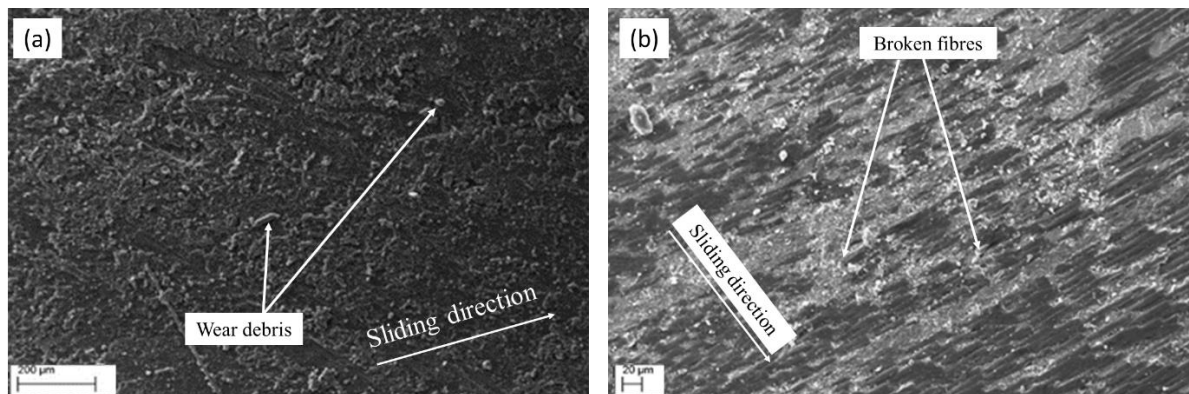 (a)
Wear debris
Sliding direction
200 µm
(b)
Broken fibres
Sliding direction
20 µm